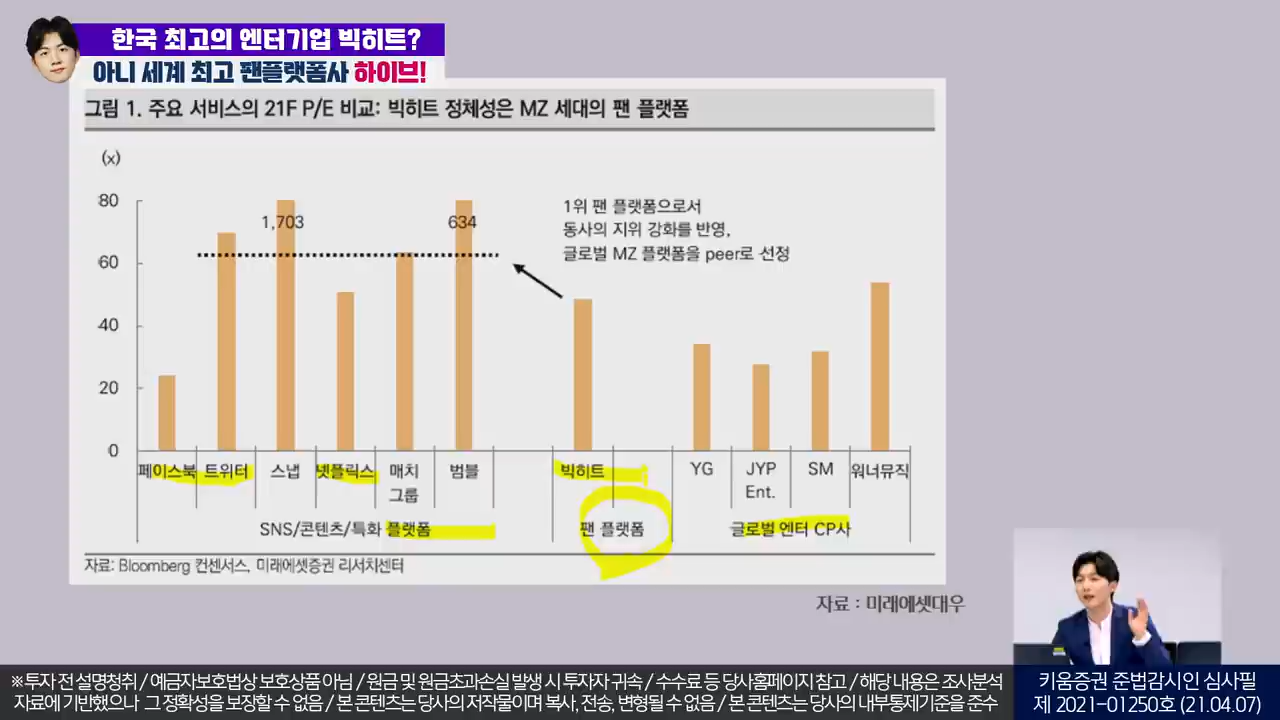 한국 최고의 엔터기업 빅히트?
아니 세계 최고 팬플랫폼사 하이브!
그림 1. 주요 서비스의 21F P/E 비교: 빅히트 정체성은 MZ 세대의 팬 플랫폼
(x)
80
60
40
20
0
1,703
634
1위 팬 플랫폼으로서
동사의 지위 강화를 반영,
글로벌 MZ 플랫폼을 peer로 선정
페이스북 트위터 스냅 넷플릭스 매치 그룹 범블 빅히트 YG JYP Ent. SM 워너뮤직
SNS/콘텐츠/특화 플랫폼 팬 플랫폼 글로벌 엔터 CP사
자료: Bloomberg 컨센서스, 미래에셋증권 리서치센터
자료 : 미래에셋대우
※투자 전 설명청취 / 예금자보호법상 보호상품 아님 / 원금 및 원금초과손실 발생 시 투자자 귀속 / 수수료 등 당사홈페이지 참고 / 해당 내용은 조사분석
자료에 기반했으나 그 정확성을 보장할 수 없음 / 본 콘텐츠는 당사의 저작물이며 복사, 전송, 변형될 수 없음 / 본 콘텐츠는 당사의 내부통제기준을 준수
키움증권 준법감시인 심사필
제 2021-01250호 (21.04.07)